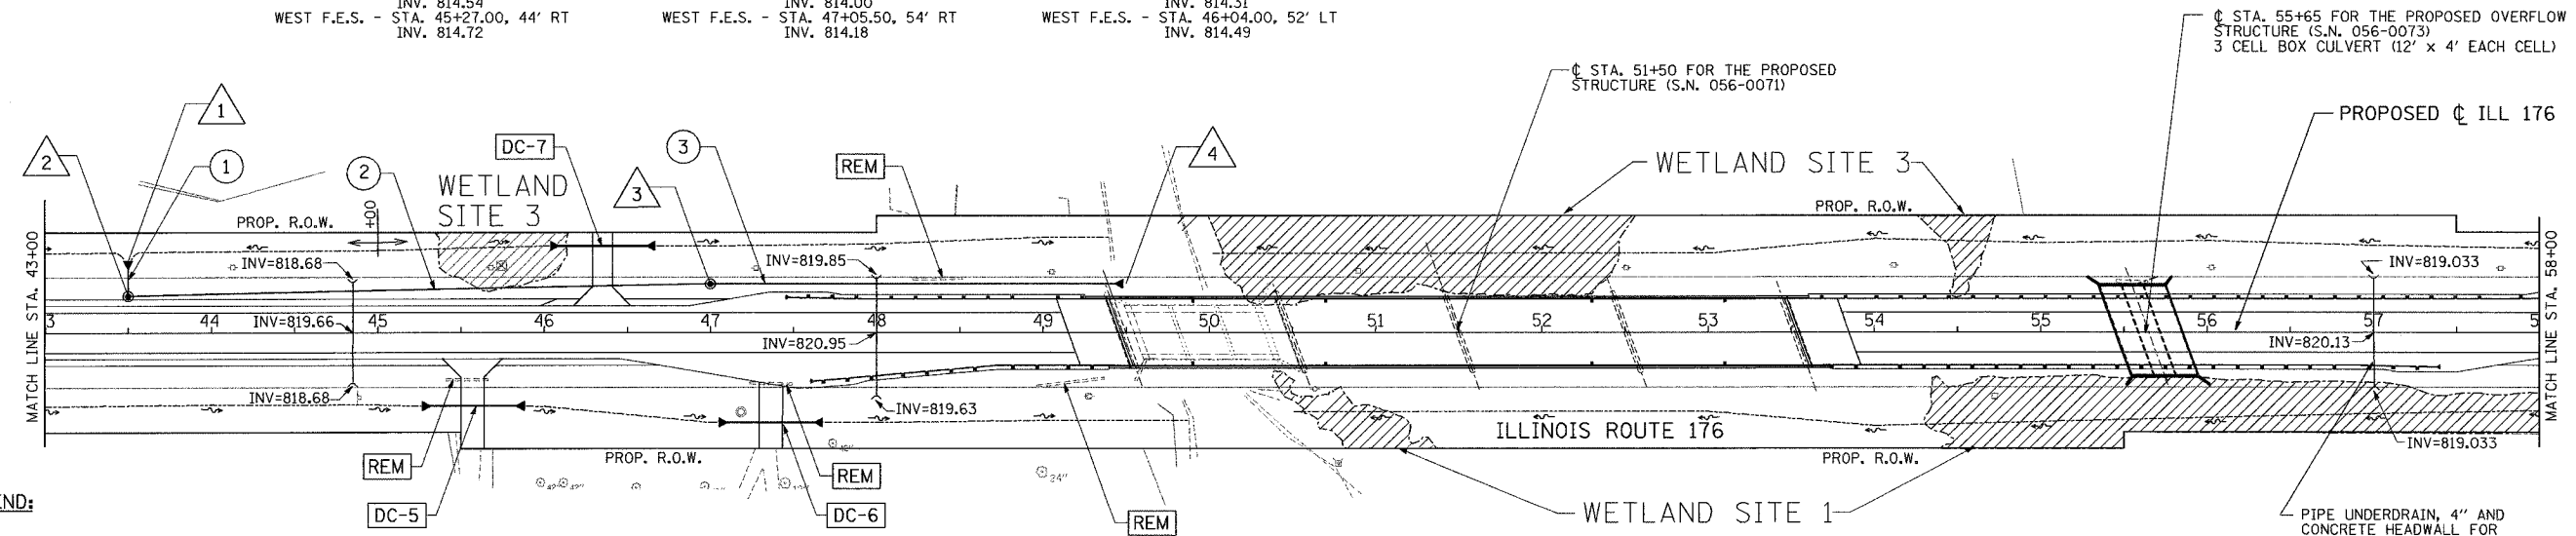 INV. 814.54
WEST F.E.S. - STA. 45+27.00, 44' RT
INV. 814.72
INV. 814.00
WEST F.E.S. - STA. 47+05.50, 54' RT
INV. 814.18
INV. 814.31
WEST F.E.S. - STA. 46+04.00, 52' LT
INV. 814.49
℄ STA. 55+65 FOR THE PROPOSED OVERFLOW
STRUCTURE (S.N. 056-0073)
3 CELL BOX CULVERT (12' x 4' EACH CELL)
℄ STA. 51+50 FOR THE PROPOSED
STRUCTURE (S.N. 056-0071)
PROPOSED ℄ ILL 176
1
2
1
2
DC-7
3
3
REM
4
WETLAND
SITE 3
WETLAND SITE 3
PROP. R.O.W.
+00
PROP. R.O.W.
MATCH LINE STA. 43+00
MATCH LINE STA. 58+00
INV=818.68
INV=819.85
INV=819.033
INV=819.66
INV=820.95
INV=820.13
3 44 45 46 47 48 49 50 51 52 53 54 55 56 57 5
INV=818.68
INV=819.63
INV=819.033
ILLINOIS ROUTE 176
REM
PROP. R.O.W.
REM
PROP. R.O.W.
24"
DC-5
DC-6
REM
WETLAND SITE 1
END:
PIPE UNDERDRAIN, 4" AND
CONCRETE HEADWALL FOR